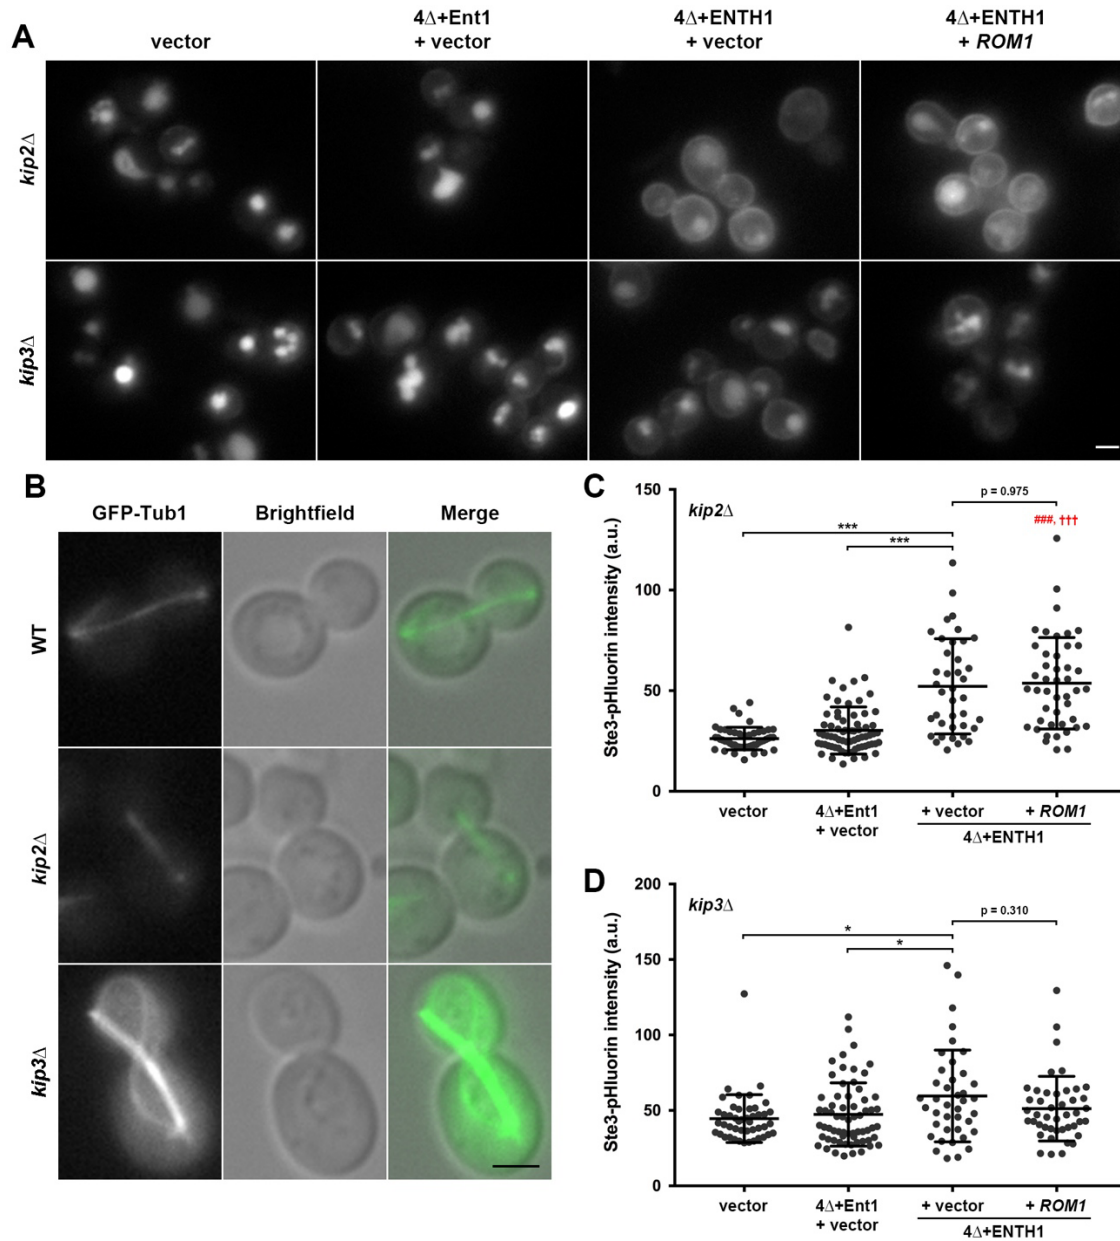 A
vector
4Δ+Ent1
+ vector
4Δ+ENTH1
+ vector
4Δ+ENTH1
+ ROM1
kip2Δ
kip3Δ
B
GFP-Tub1
Brightfield
Merge
WT
kip2Δ
kip3Δ
C
kip2Δ
Ste3-pHluorin intensity (a.u.)
150
100
50
0
***
***
p = 0.975
###, †††
vector
4Δ+Ent1
+ vector
+ vector
+ ROM1
4Δ+ENTH1
D
kip3Δ
Ste3-pHluorin intensity (a.u.)
200
150
100
50
0
*
*
p = 0.310
vector
4Δ+Ent1
+ vector
+ vector
+ ROM1
4Δ+ENTH1